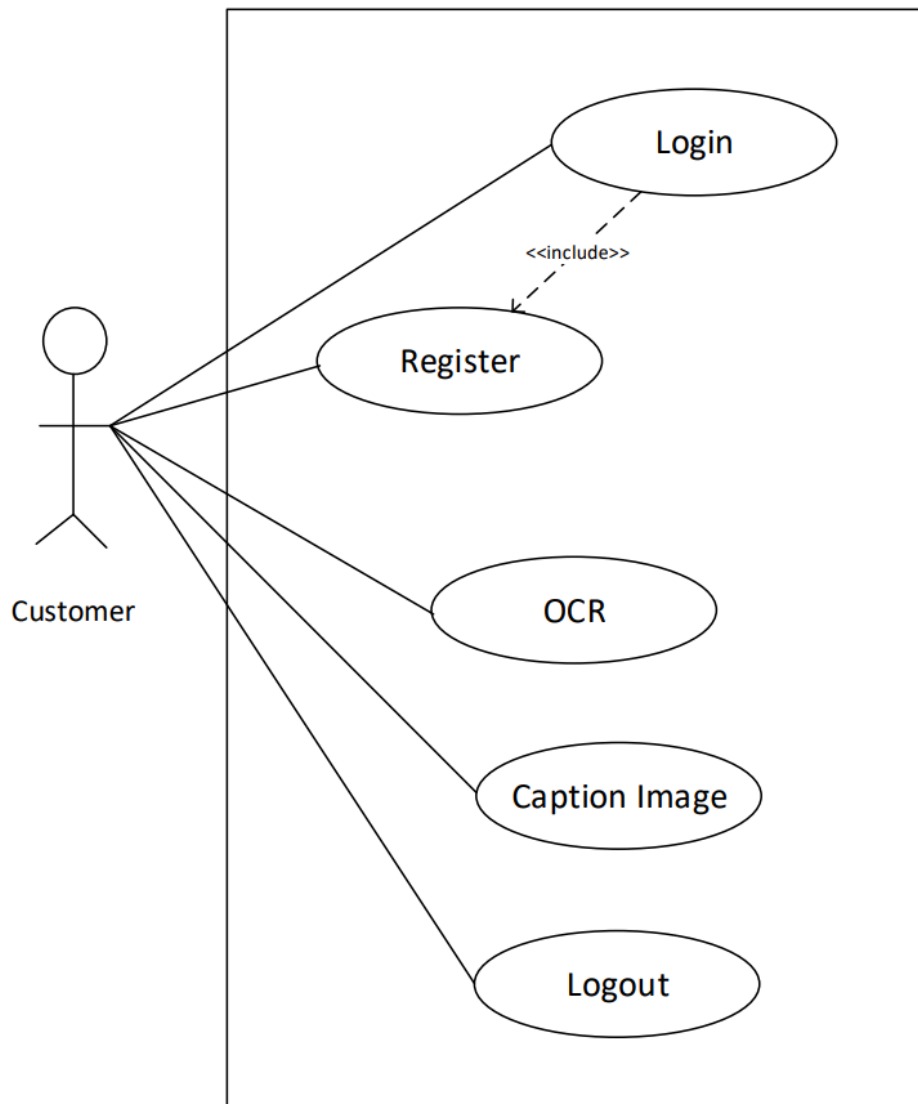 Login
<<include>>
Register
Customer
OCR
Caption Image
Logout